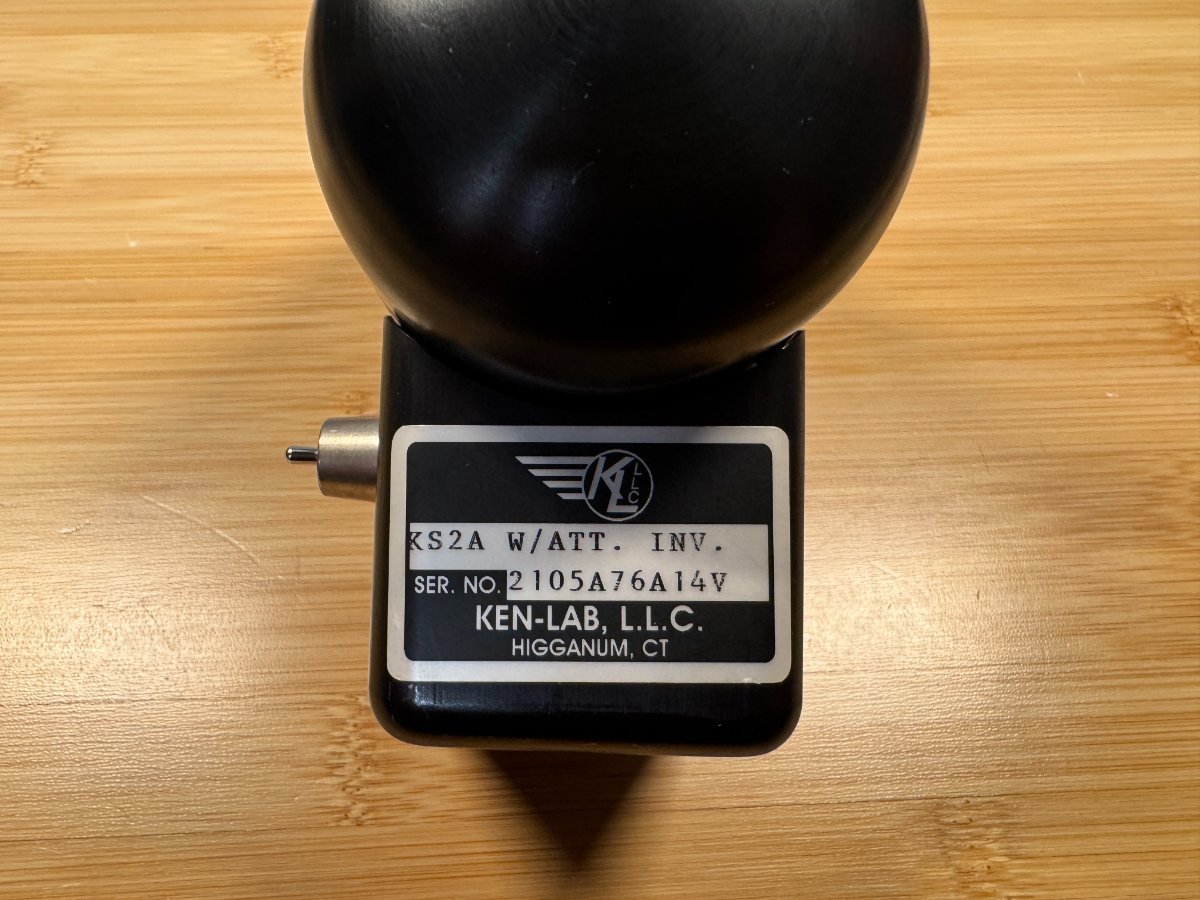 KL LLC
KS2A W/ATT. INV.
SER. NO. 2105A76A14V
KEN-LAB, L.L.C.
HIGGANUM, CT